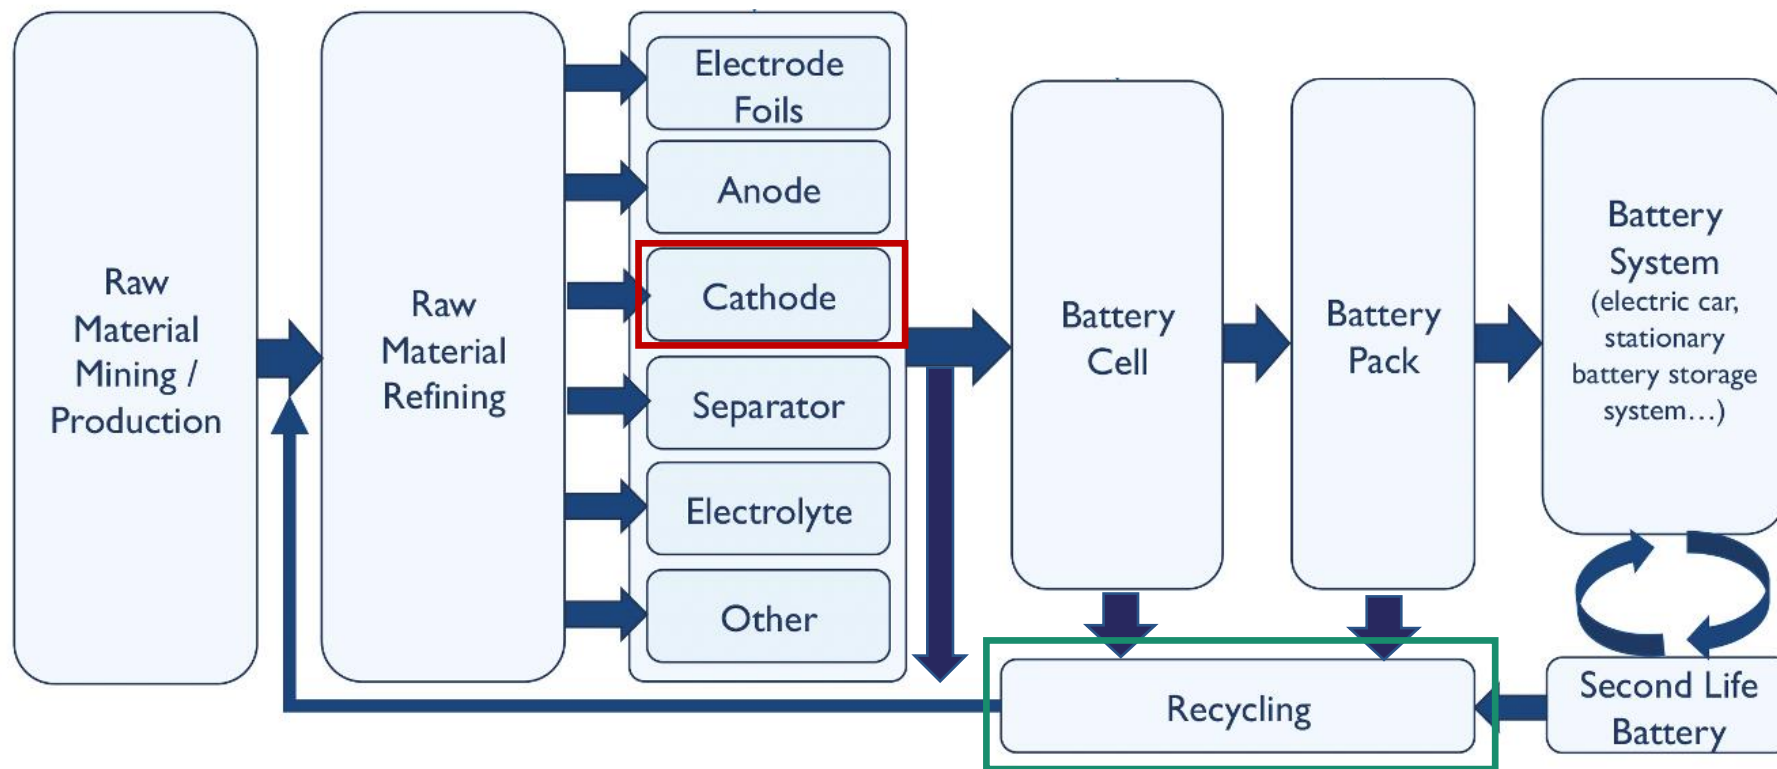 Raw
Material
Mining /
Production
Raw
Material
Refining
Electrode
Foils
Anode
Cathode
Separator
Electrolyte
Other
Battery
Cell
Battery
Pack
Battery
System
(electric car,
stationary
battery storage
system...)
Recycling
Second Life
Battery